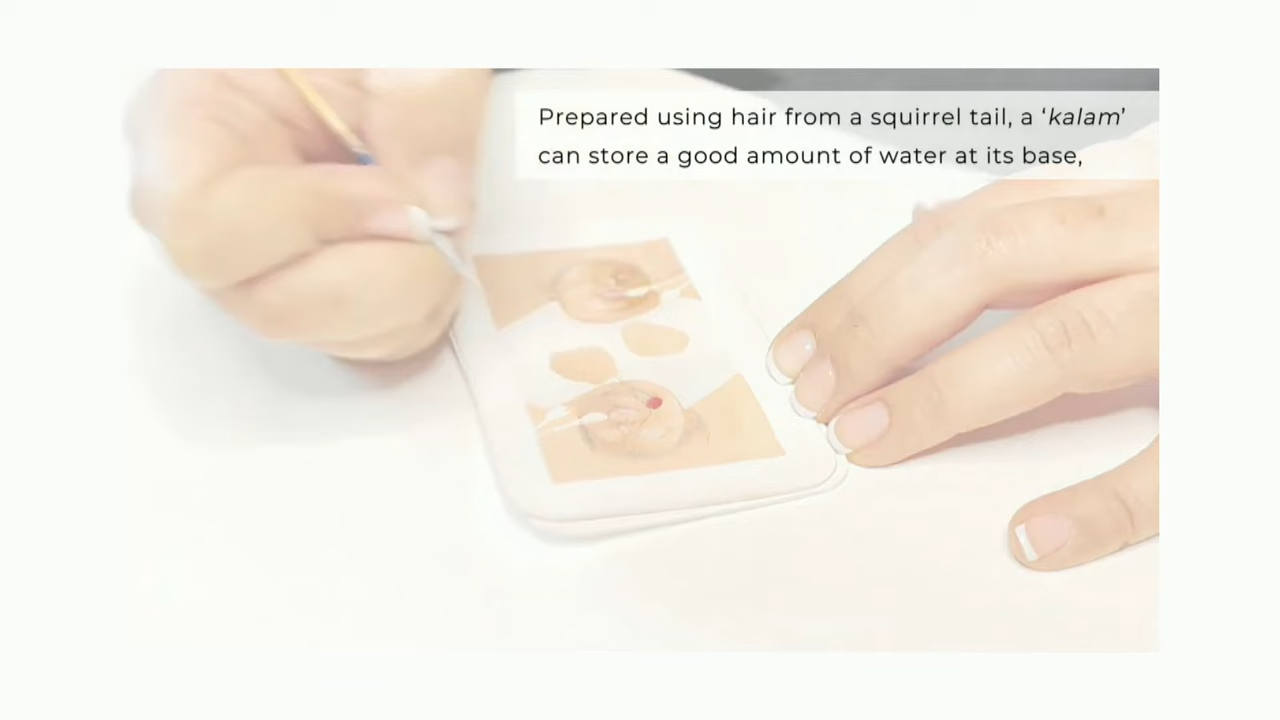 Prepared using hair from a squirrel tail, a ‘kalam’
can store a good amount of water at its base,